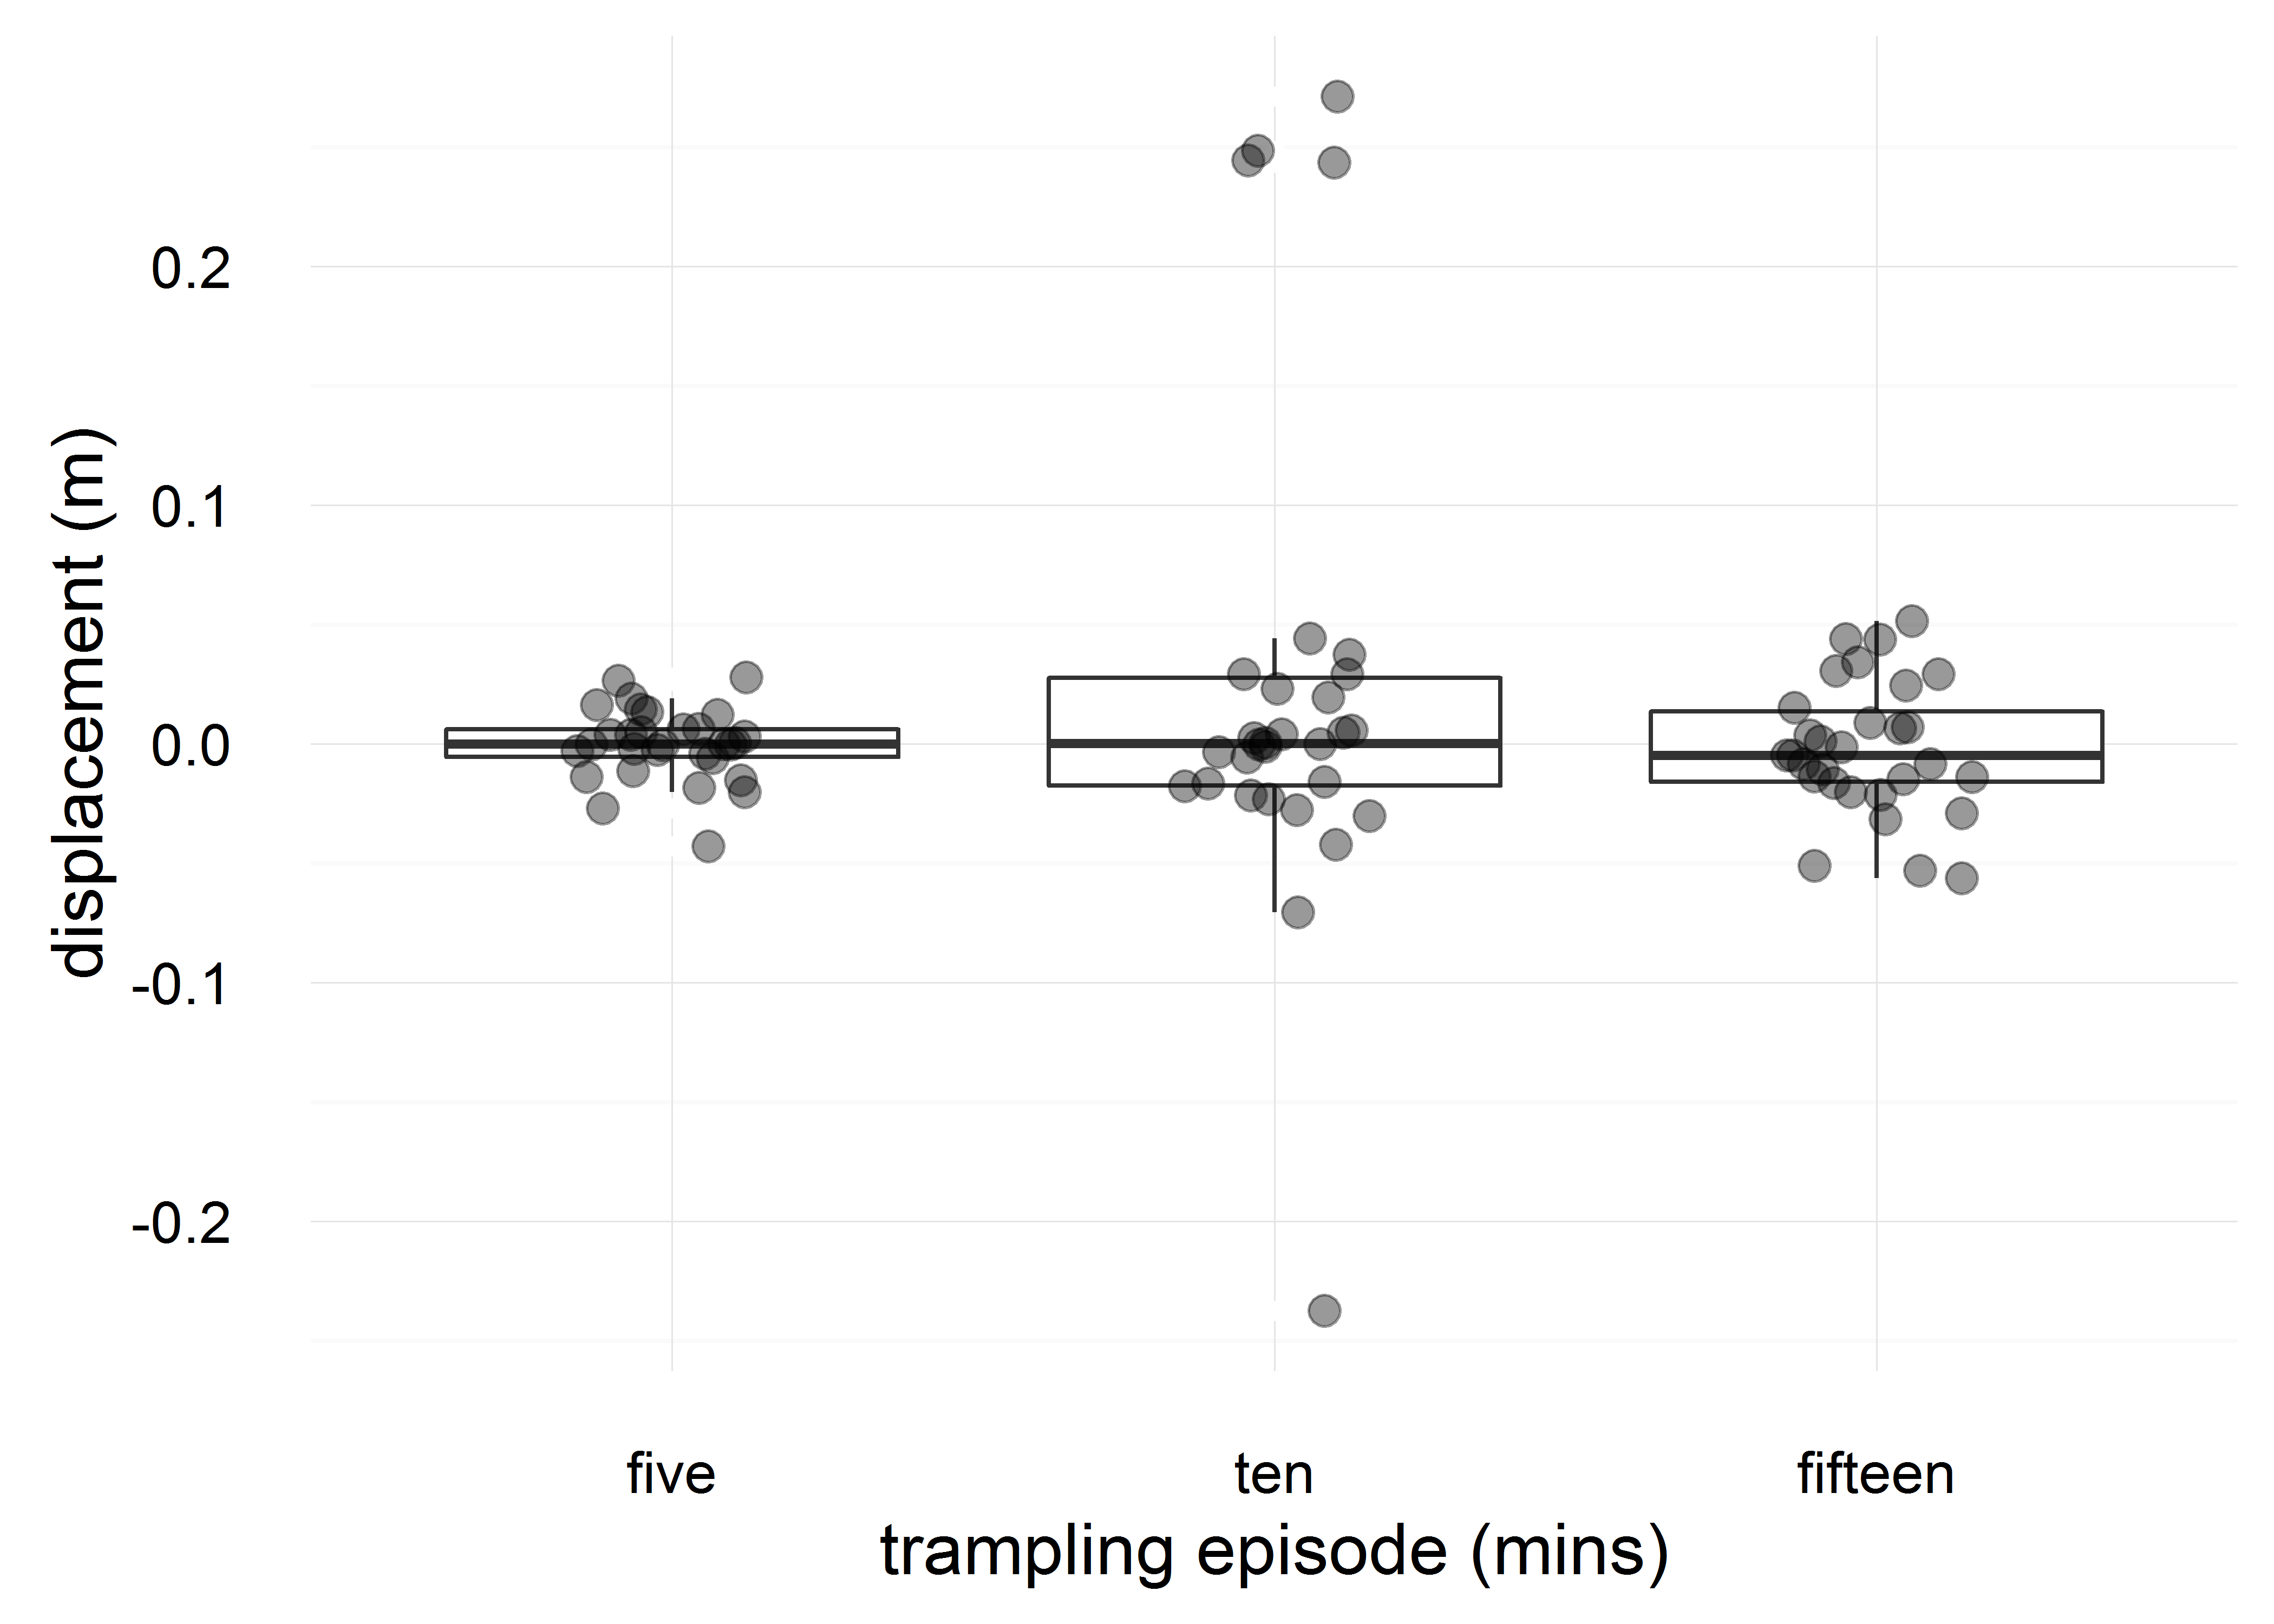 displacement (m)
0.2
0.1
0.0
-0.1
-0.2
five ten fifteen
trampling episode (mins)